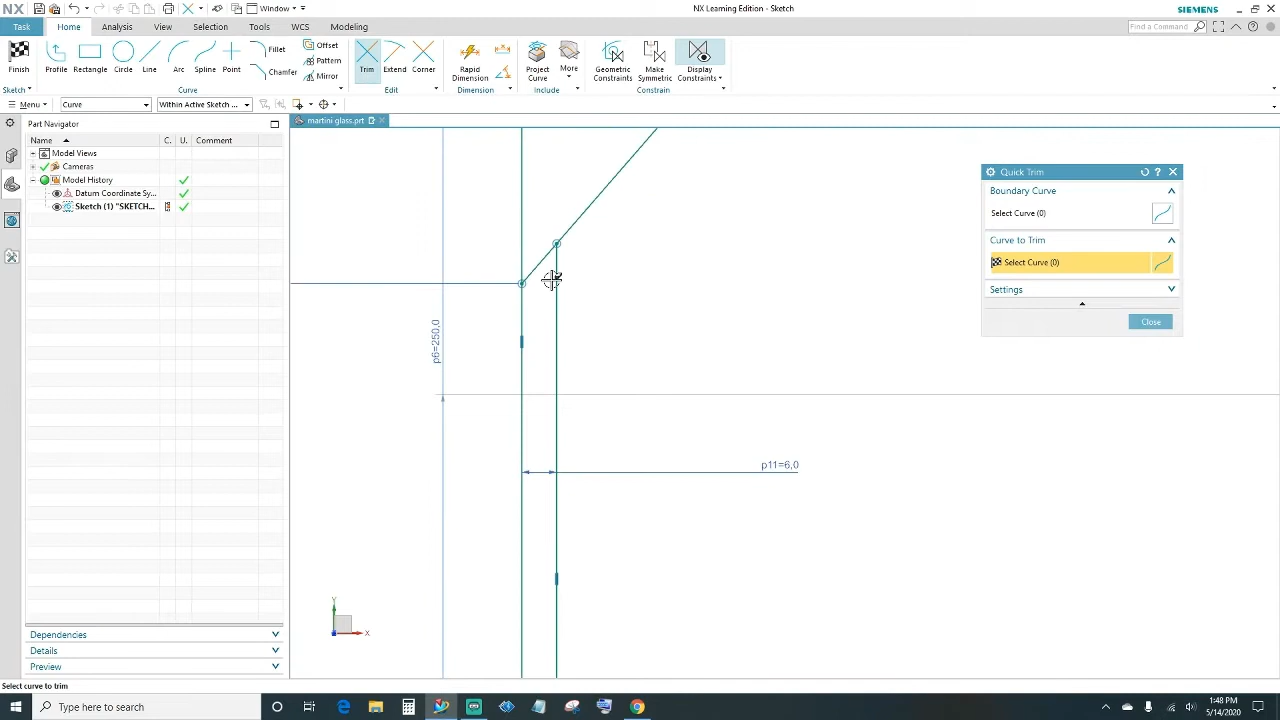 NX Window NX Learning Edition - Sketch SIEMENS
Task Home Analysis View Selection Tools WCS Modeling Find a Command
Finish Profile Rectangle Circle Line Arc Spline Point Fillet Chamfer Offset Pattern Mirror Trim Extend Corner Rapid Dimension Project Curve More Geometric Constraints Make Symmetric Display Constraints
Sketch Curve Edit Dimension Include Constrain
Menu Curve Within Active Sketch ...
Part Navigator martini glass.prt
Name C. U. Comment
Model Views
Cameras
Model History
Datum Coordinate Sy...
Sketch (1) "SKETCH...
Quick Trim
Boundary Curve
Select Curve (0)
Curve to Trim
Select Curve (0)
Settings
Close
p6=250,0
p11=6,0
Y
X
Dependencies
Details
Preview
Select curve to trim
Type here to search
1:48 PM
5/14/2020